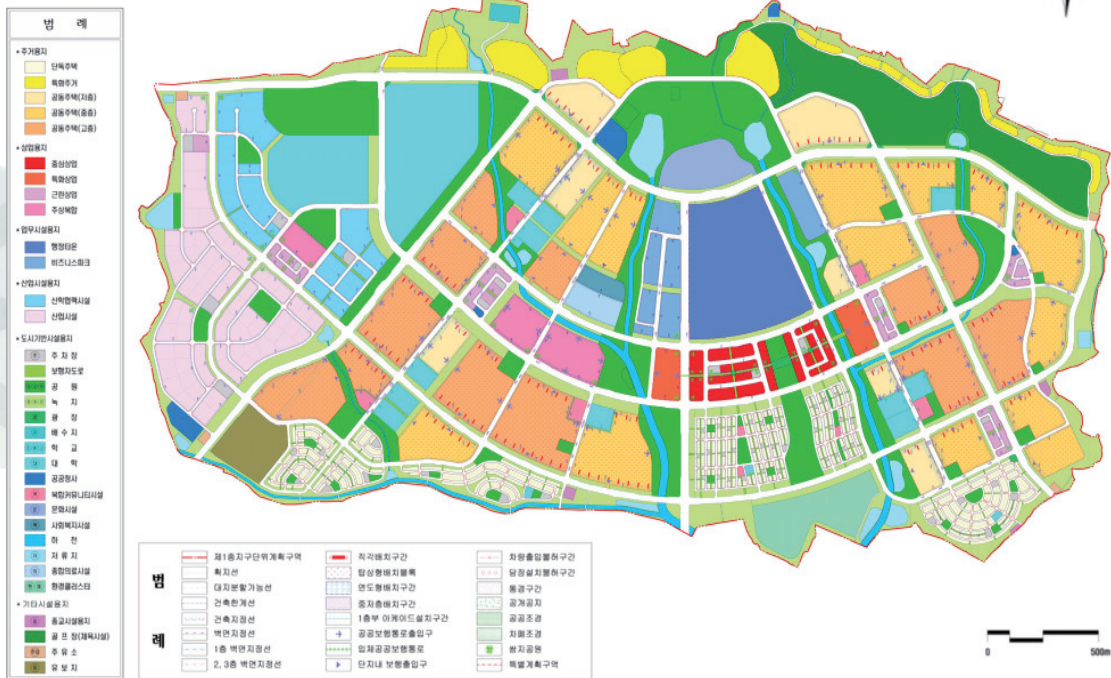 범 례
• 주거용지
단독주택
특화주거
공동주택(저층)
공동주택(중층)
공동주택(고층)
• 상업용지
중심상업
특화상업
근린상업
주상복합
• 업무시설용지
행정타운
비즈니스파크
• 산업시설용지
산학협력시설
산업시설
• 도시기반시설용지
주 차 장
보행자도로
공 원
녹 지
광 장
배 수 지
학 교
대 학
공공청사
복합커뮤니티시설
문화시설
사회복지시설
하 천
저 류 지
종합의료시설
환경클러스터
• 기타시설용지
종교시설용지
골 프 장(체육시설)
주 유 소
유 보 지
범
례
제1종지구단위계획구역
획지선
대지분할가능선
건축한계선
건축지정선
벽면지정선
1층 벽면지정선
2, 3층 벽면지정선
직각배치구간
탑상형배치블록
연도형배치구간
중저층배치구간
1층부 아케이드설치구간
공공보행통로출입구
입체공공보행통로
단지내 보행출입구
차량출입불허구간
담장설치불허구간
통경구간
공개공지
공공조경
차폐조경
쌈지공원
특별계획구역
0 500m